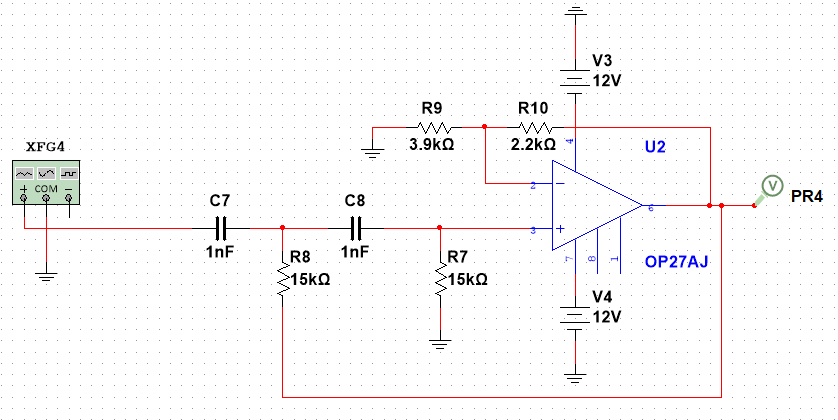 V3
12V
R9
R10
3.9kΩ
2.2kΩ
4
U2
XFG4
+ COM −
2
−
6
V
PR4
C7
C8
1nF
1nF
3
+
R8
15kΩ
R7
15kΩ
7
8
1
OP27AJ
V4
12V